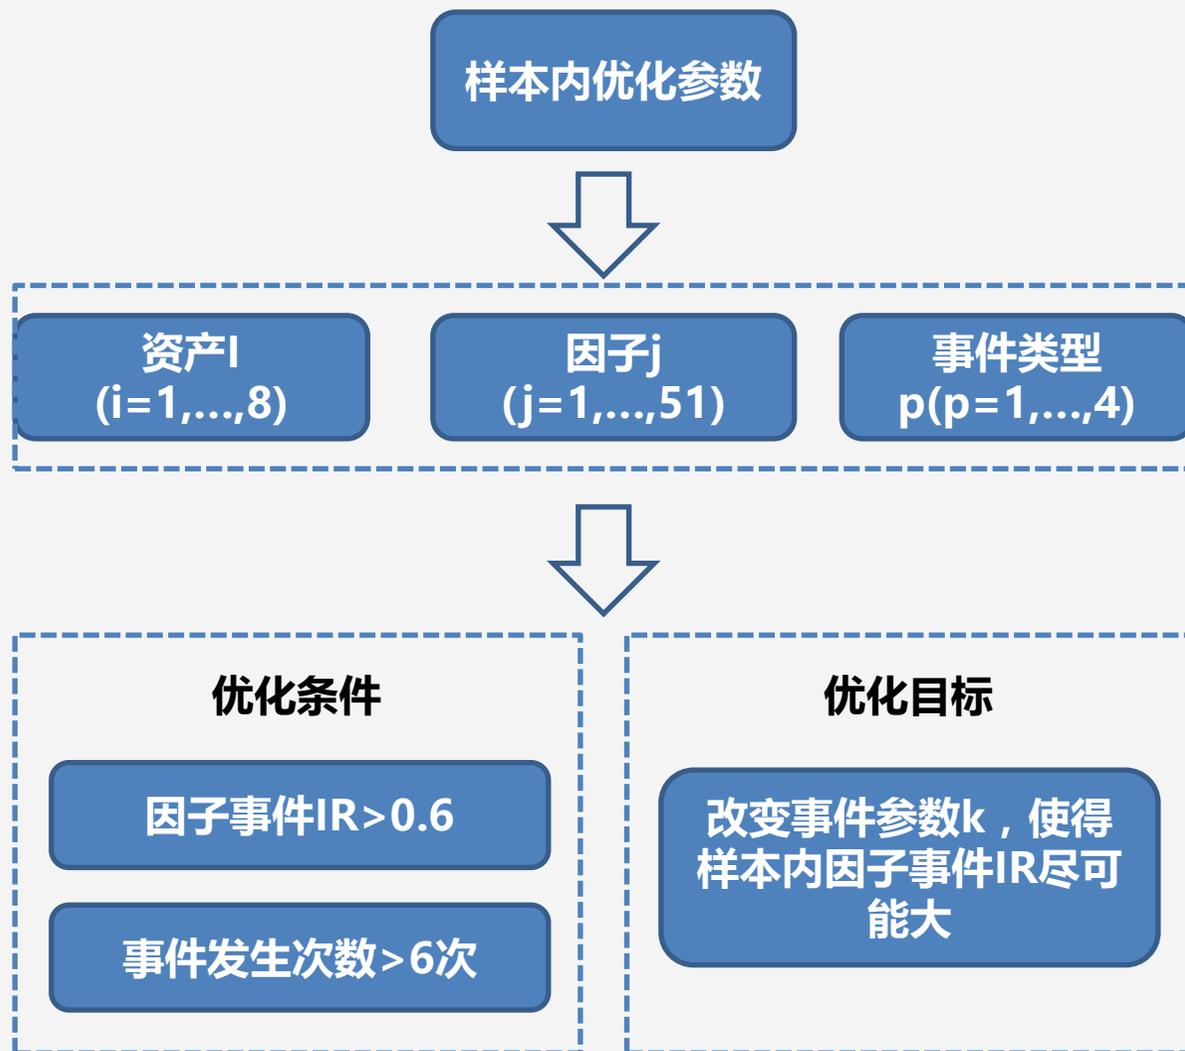 样本内优化参数
资产I
(i=1,...,8)
因子j
(j=1,...,51)
事件类型
p(p=1,...,4)
优化条件
因子事件IR>0.6
事件发生次数>6次
优化目标
改变事件参数k，使得
样本内因子事件IR尽可
能大